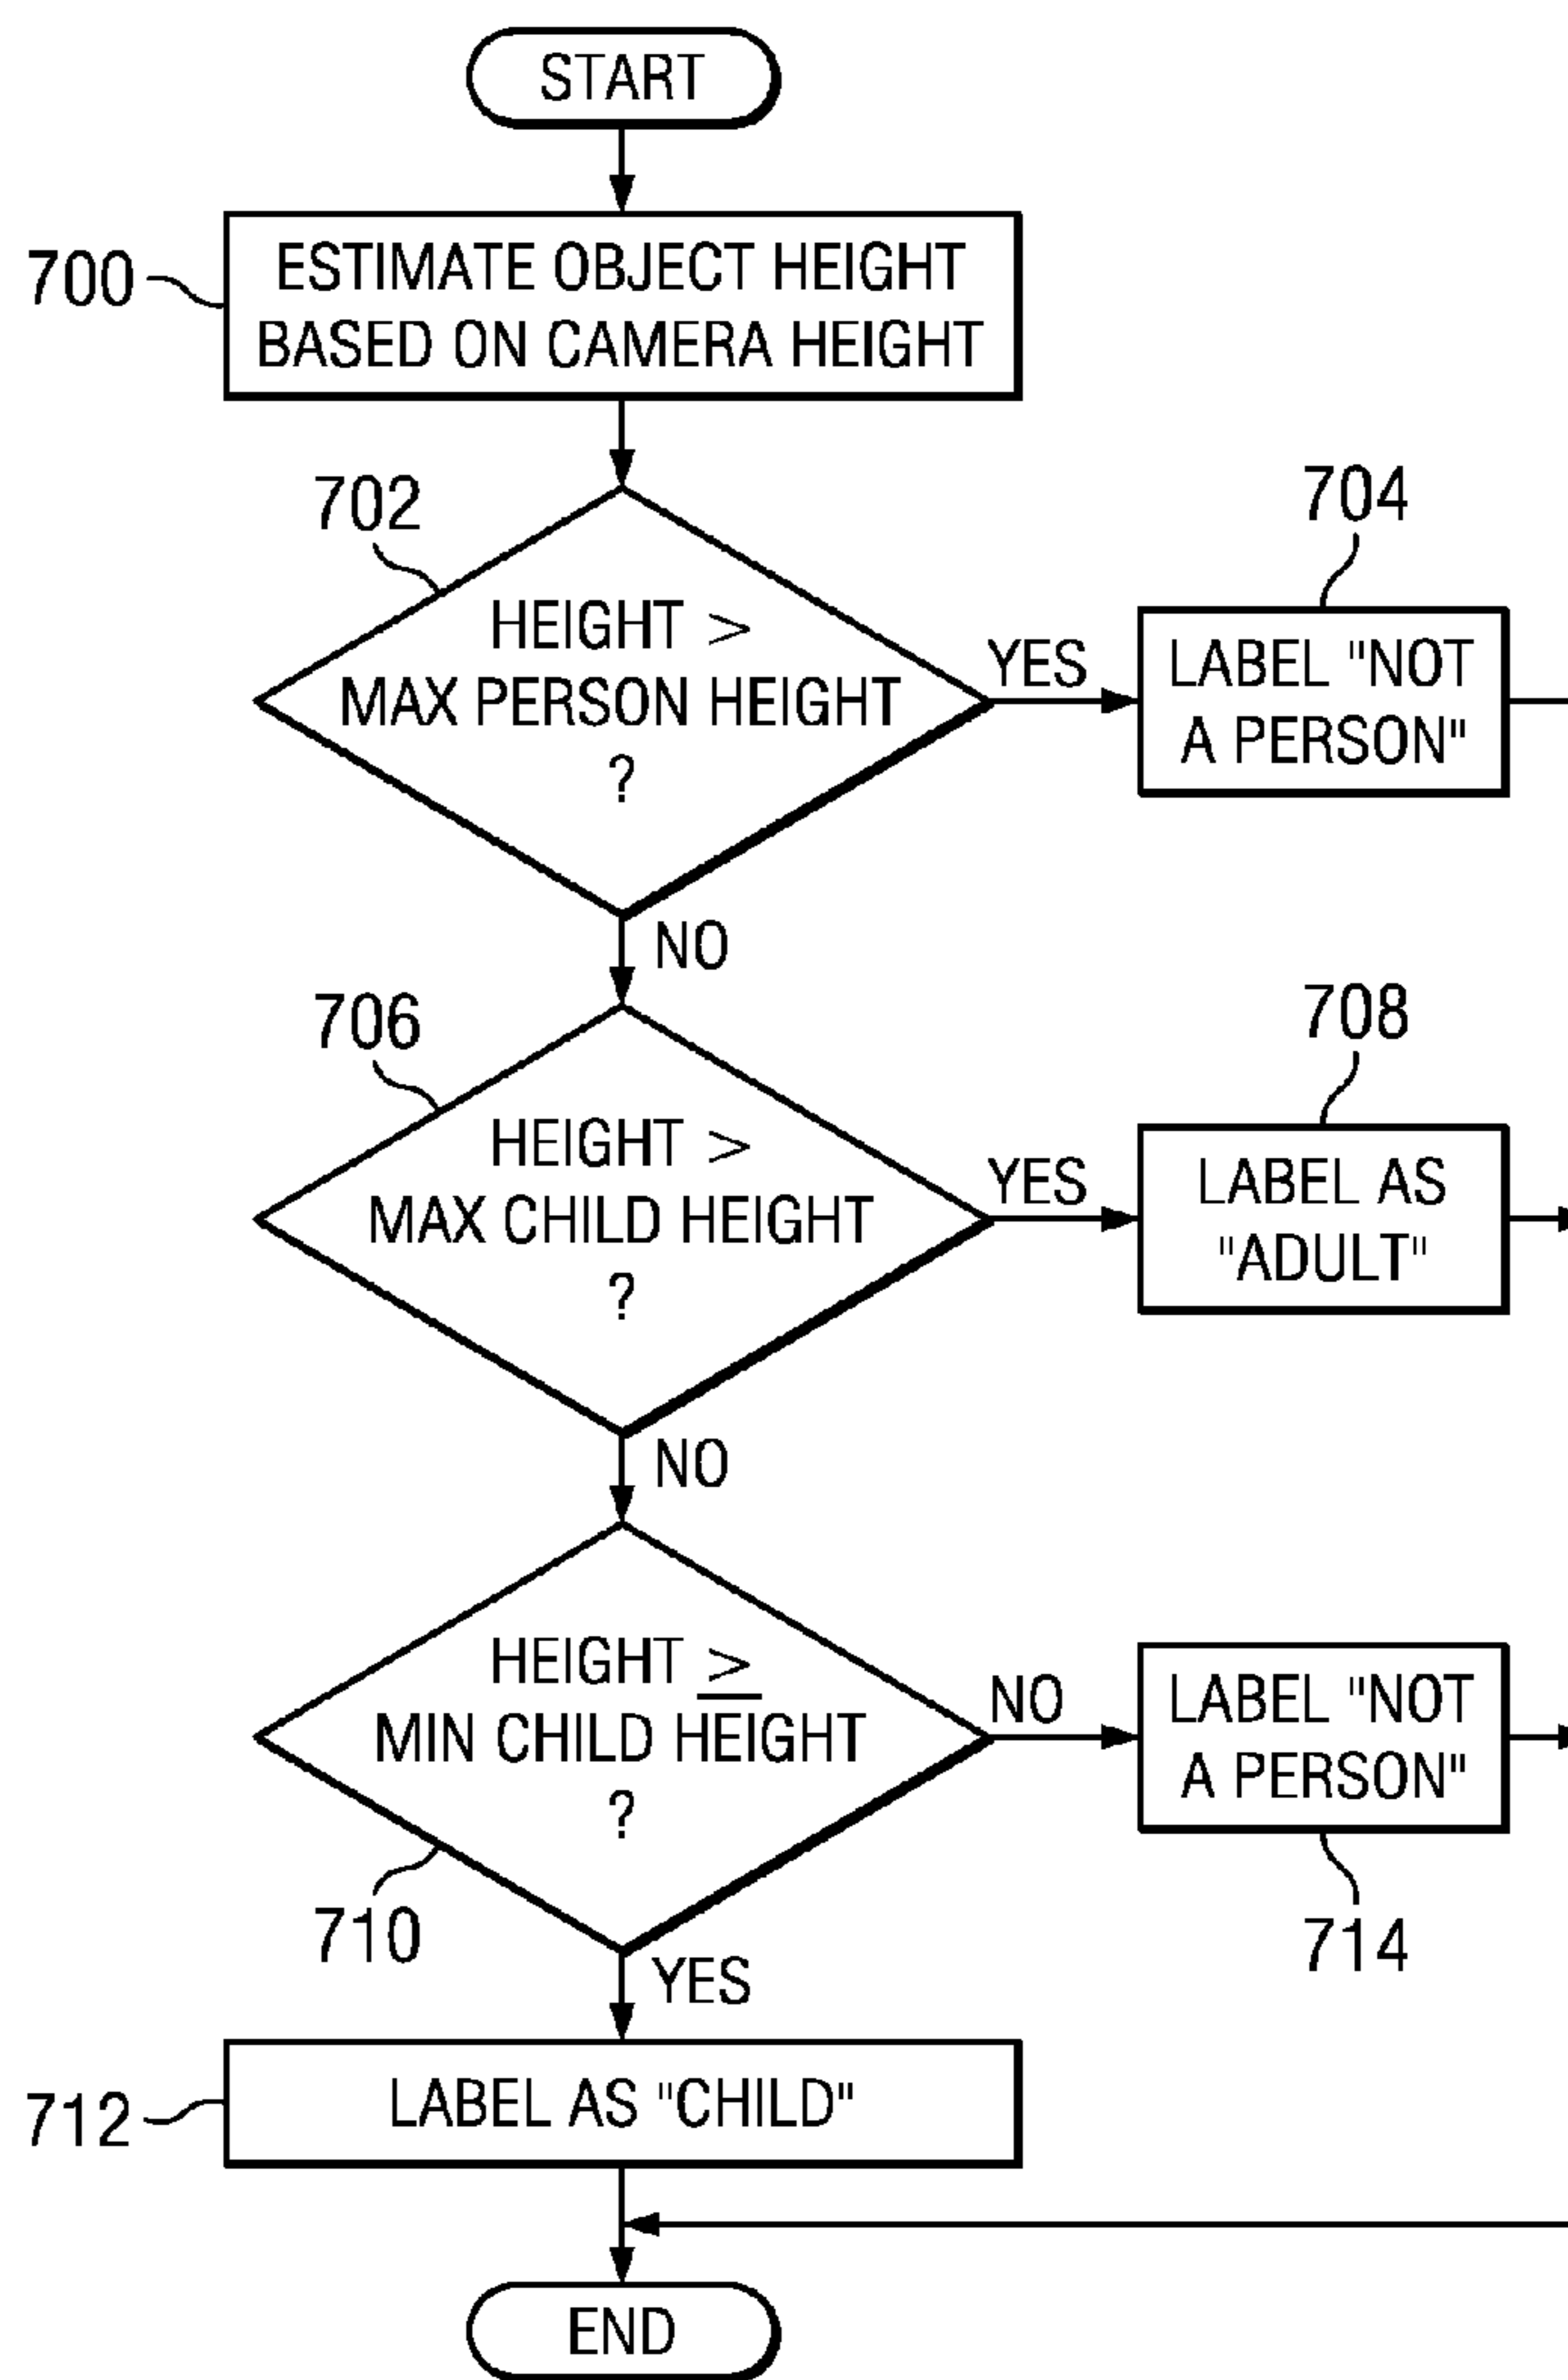 START
700
ESTIMATE OBJECT HEIGHT
BASED ON CAMERA HEIGHT
702
HEIGHT >
MAX PERSON HEIGHT
?
YES
704
LABEL "NOT
A PERSON"
NO
706
HEIGHT >
MAX CHILD HEIGHT
?
YES
708
LABEL AS
"ADULT"
NO
HEIGHT ≥
MIN CHILD HEIGHT
?
710
NO
LABEL "NOT
A PERSON"
714
YES
712
LABEL AS "CHILD"
END